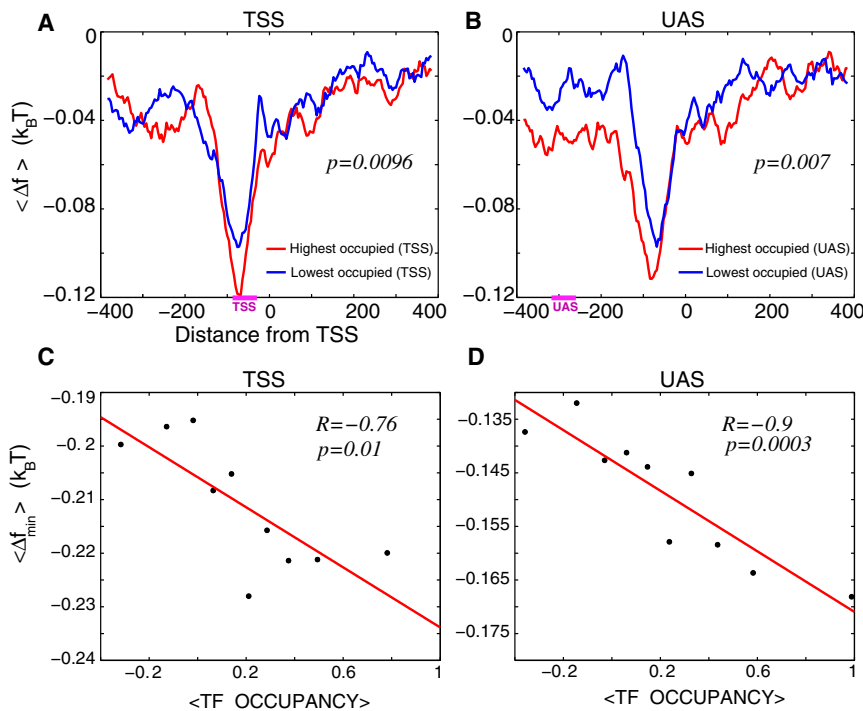 A
TSS
0
−0.04
−0.08
−0.12
<Δf > (k_BT)
p=0.0096
Highest occupied (TSS)
Lowest occupied (TSS)
TSS
−400 −200 0 200 400
Distance from TSS
B
UAS
0
−0.04
−0.08
−0.12
p=0.007
Highest occupied (UAS)
Lowest occupied (UAS)
UAS
−400 −200 0 200 400
C
TSS
−0.19
−0.2
−0.21
−0.22
−0.23
−0.24
<Δf_min> (k_BT)
R=−0.76
p=0.01
−0.2 0.2 0.6 1
<TF OCCUPANCY>
D
UAS
−0.135
−0.145
−0.155
−0.165
−0.175
R=−0.9
p=0.0003
−0.2 0.2 0.6 1
<TF OCCUPANCY>